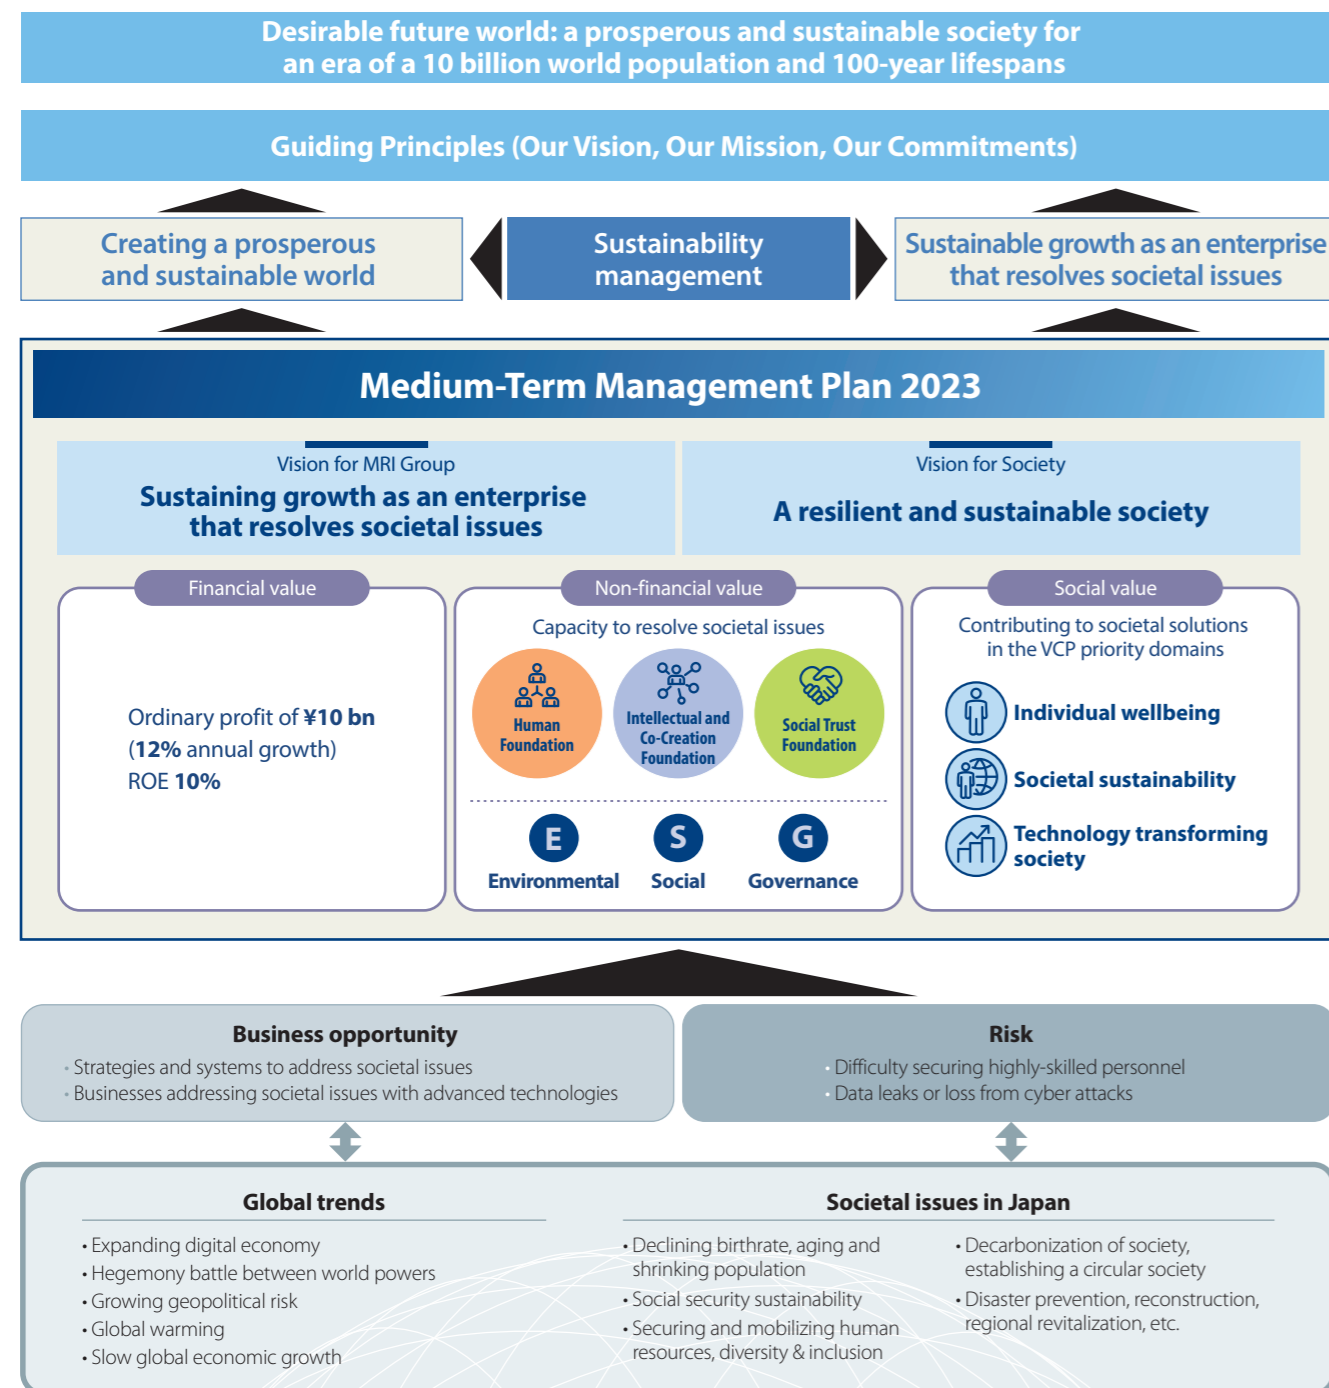 Desirable future world: a prosperous and sustainable society for
an era of a 10 billion world population and 100-year lifespans
Guiding Principles (Our Vision, Our Mission, Our Commitments)
Creating a prosperous
and sustainable world
Sustainability
management
Sustainable growth as an enterprise
that resolves societal issues
Medium-Term Management Plan 2023
Vision for MRI Group
Sustaining growth as an enterprise
that resolves societal issues
Vision for Society
A resilient and sustainable society
Financial value
Ordinary profit of ¥10 bn
(12% annual growth)
ROE 10%
Non-financial value
Capacity to resolve societal issues
Human
Foundation
Intellectual and
Co-Creation
Foundation
Social Trust
Foundation
E
Environmental
S
Social
G
Governance
Social value
Contributing to societal solutions
in the VCP priority domains
Individual wellbeing
Societal sustainability
Technology transforming
society
Business opportunity
• Strategies and systems to address societal issues
• Businesses addressing societal issues with advanced technologies
Risk
• Difficulty securing highly-skilled personnel
• Data leaks or loss from cyber attacks
Global trends
• Expanding digital economy
• Hegemony battle between world powers
• Growing geopolitical risk
• Global warming
• Slow global economic growth
Societal issues in Japan
• Declining birthrate, aging and
shrinking population
• Social security sustainability
• Securing and mobilizing human
resources, diversity & inclusion
• Decarbonization of society,
establishing a circular society
• Disaster prevention, reconstruction,
regional revitalization, etc.